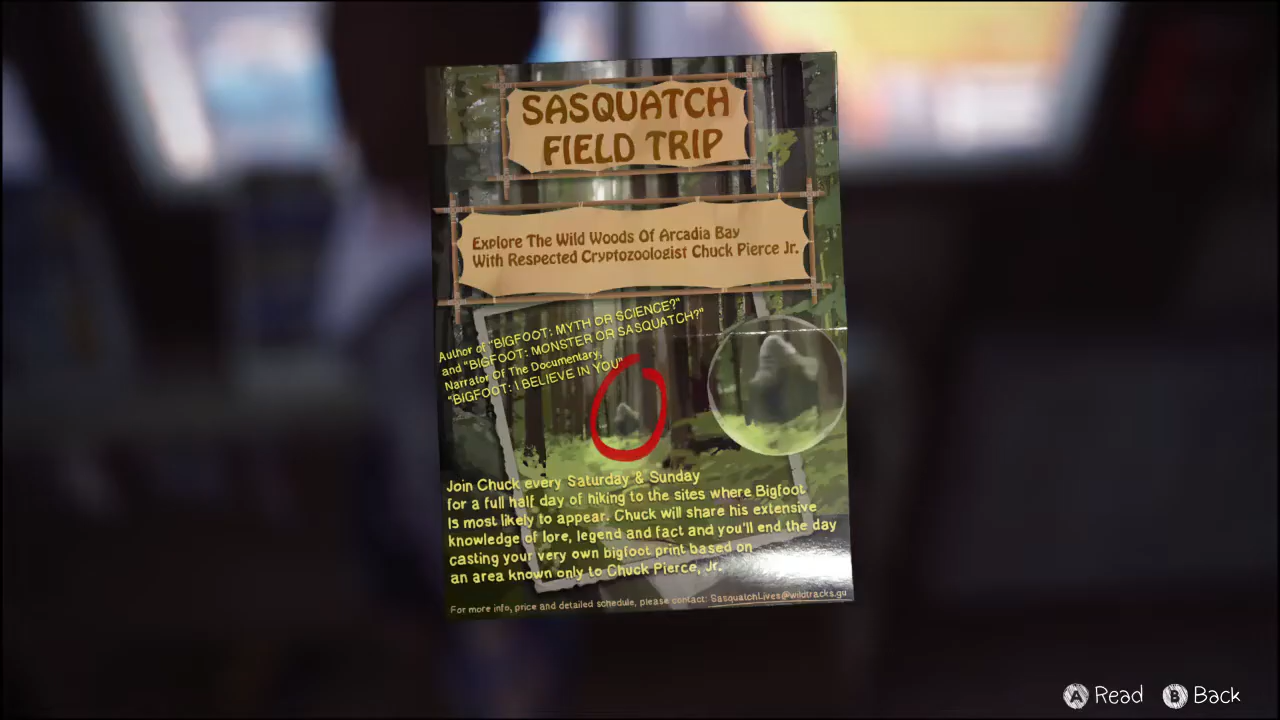 SASQUATCH
FIELD TRIP
Explore The Wild Woods Of Arcadia Bay
With Respected Cryptozoologist Chuck Pierce Jr.
Author of "BIGFOOT: MYTH OR SCIENCE?"
and "BIGFOOT: MONSTER OR SASQUATCH?"
Narrator Of The Documentary,
"BIGFOOT: I BELIEVE IN YOU"
Join Chuck every Saturday & Sunday
for a full half day of hiking to the sites where Bigfoot
Is most likely to appear. Chuck will share his extensive
knowledge of lore, legend and fact and you'll end the day
casting your very own bigfoot print based on
an area known only to Chuck Pierce, Jr.
For more info, price and detailed schedule, please contact: SasquatchLives@wildtracks.gu
A Read B Back